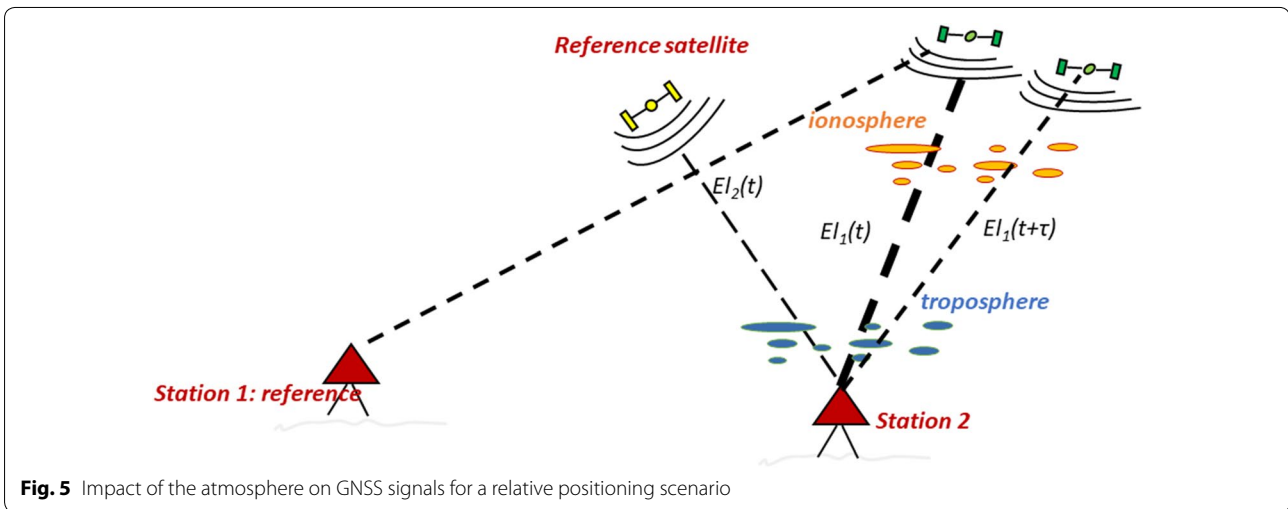 Reference satellite
ionosphere
El₂(t)
El₁(t)
El₁(t+τ)
troposphere
Station 1: reference
Station 2
Fig. 5 Impact of the atmosphere on GNSS signals for a relative positioning scenario